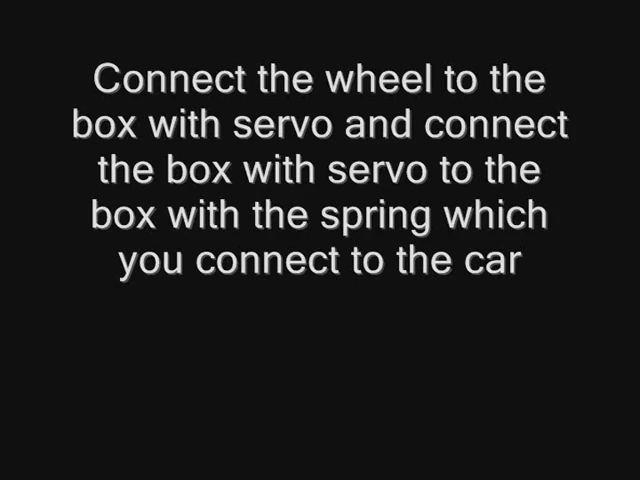 Connect the wheel to the
box with servo and connect
the box with servo to the
box with the spring which
you connect to the car